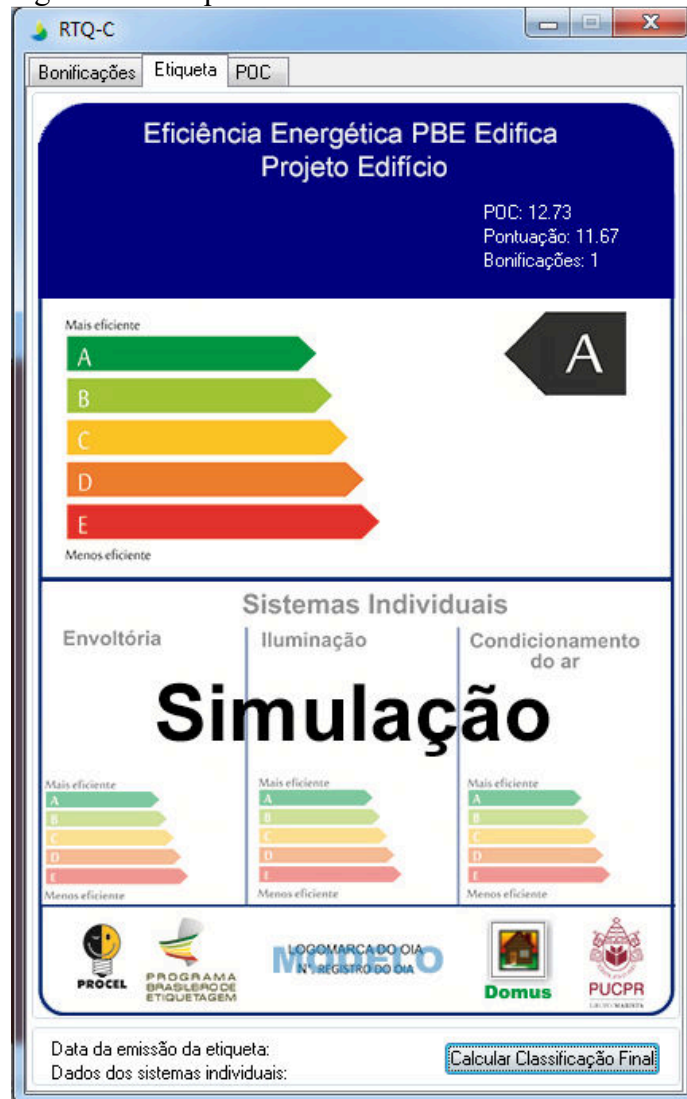 RTQ-C
Bonificações Etiqueta POC
Eficiência Energética PBE Edifica
Projeto Edifício
POC: 12.73
Pontuação: 11.67
Bonificações: 1
Mais eficiente
A
A
B
C
D
E
Menos eficiente
Sistemas Individuais
Envoltória
Iluminação
Condicionamento
do ar
Simulação
Mais eficiente
A
B
C
D
E
Menos eficiente
Mais eficiente
A
B
C
D
E
Menos eficiente
Mais eficiente
A
B
C
D
E
Menos eficiente
PROCEL
PROGRAMA
BRASILEIRO DE
ETIQUETAGEM
MODELO
LOGOMARCA DO OIA
N° REGISTRO DO OIA
Domus
PUCPR
Data da emissão da etiqueta:
Dados dos sistemas individuais:
Calcular Classificação Final